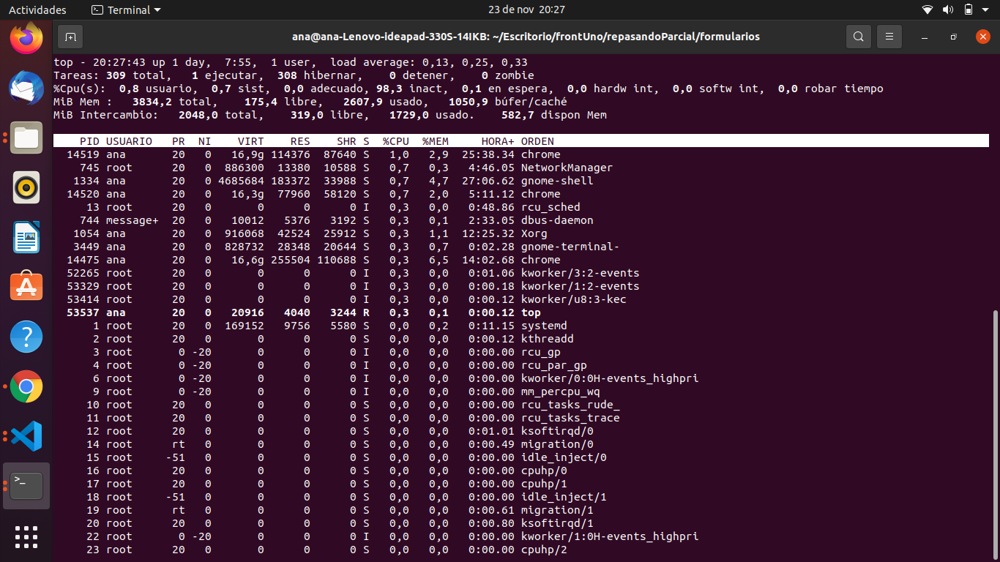 Actividades Terminal 23 de nov 20:27
ana@ana-Lenovo-ideapad-330S-14IKB: ~/Escritorio/frontUno/repasandoParcial/formularios
top - 20:27:43 up 1 day,  7:55,  1 user,  load average: 0,13, 0,25, 0,33
Tareas: 309 total,   1 ejecutar,  308 hibernar,    0 detener,    0 zombie
%Cpu(s):  0,8 usuario,  0,7 sist,  0,0 adecuado, 98,3 inact,  0,1 en espera,  0,0 hardw int,  0,0 softw int,  0,0 robar tiempo
MiB Mem :   3834,2 total,    175,4 libre,   2607,9 usado,   1050,9 búfer/caché
MiB Intercambio:   2048,0 total,    319,0 libre,   1729,0 usado.    582,7 dispon Mem
PID USUARIO PR NI VIRT RES SHR S %CPU %MEM HORA+ ORDEN
14519 ana 20 0 16,9g 114376 87640 S 1,0 2,9 25:38.34 chrome
745 root 20 0 886300 13380 10588 S 0,7 0,3 4:46.05 NetworkManager
1334 ana 20 0 4685684 183372 33988 S 0,7 4,7 27:06.62 gnome-shell
14520 ana 20 0 16,3g 77960 58120 S 0,7 2,0 5:11.12 chrome
13 root 20 0 0 0 0 I 0,3 0,0 0:48.86 rcu_sched
744 message+ 20 0 10012 5376 3192 S 0,3 0,1 2:33.05 dbus-daemon
1054 ana 20 0 916068 42524 25912 S 0,3 1,1 12:25.32 Xorg
3449 ana 20 0 828732 28348 20644 S 0,3 0,7 0:02.28 gnome-terminal-
14475 ana 20 0 16,6g 255504 110688 S 0,3 6,5 14:02.68 chrome
52265 root 20 0 0 0 0 I 0,3 0,0 0:01.06 kworker/3:2-events
53329 root 20 0 0 0 0 I 0,3 0,0 0:00.18 kworker/1:2-events
53414 root 20 0 0 0 0 I 0,3 0,0 0:00.12 kworker/u8:3-kec
53537 ana 20 0 20916 4040 3244 R 0,3 0,1 0:00.12 top
1 root 20 0 169152 9756 5580 S 0,0 0,2 0:11.15 systemd
2 root 20 0 0 0 0 S 0,0 0,0 0:00.12 kthreadd
3 root 0 -20 0 0 0 I 0,0 0,0 0:00.00 rcu_gp
4 root 0 -20 0 0 0 I 0,0 0,0 0:00.00 rcu_par_gp
6 root 0 -20 0 0 0 I 0,0 0,0 0:00.00 kworker/0:0H-events_highpri
9 root 0 -20 0 0 0 I 0,0 0,0 0:00.00 mm_percpu_wq
10 root 20 0 0 0 0 S 0,0 0,0 0:00.00 rcu_tasks_rude_
11 root 20 0 0 0 0 S 0,0 0,0 0:00.00 rcu_tasks_trace
12 root 20 0 0 0 0 S 0,0 0,0 0:01.01 ksoftirqd/0
14 root rt 0 0 0 0 S 0,0 0,0 0:00.49 migration/0
15 root -51 0 0 0 0 S 0,0 0,0 0:00.00 idle_inject/0
16 root 20 0 0 0 0 S 0,0 0,0 0:00.00 cpuhp/0
17 root 20 0 0 0 0 S 0,0 0,0 0:00.00 cpuhp/1
18 root -51 0 0 0 0 S 0,0 0,0 0:00.00 idle_inject/1
19 root rt 0 0 0 0 S 0,0 0,0 0:00.61 migration/1
20 root 20 0 0 0 0 S 0,0 0,0 0:00.80 ksoftirqd/1
22 root 0 -20 0 0 0 I 0,0 0,0 0:00.00 kworker/1:0H-events_highpri
23 root 20 0 0 0 0 S 0,0 0,0 0:00.00 cpuhp/2